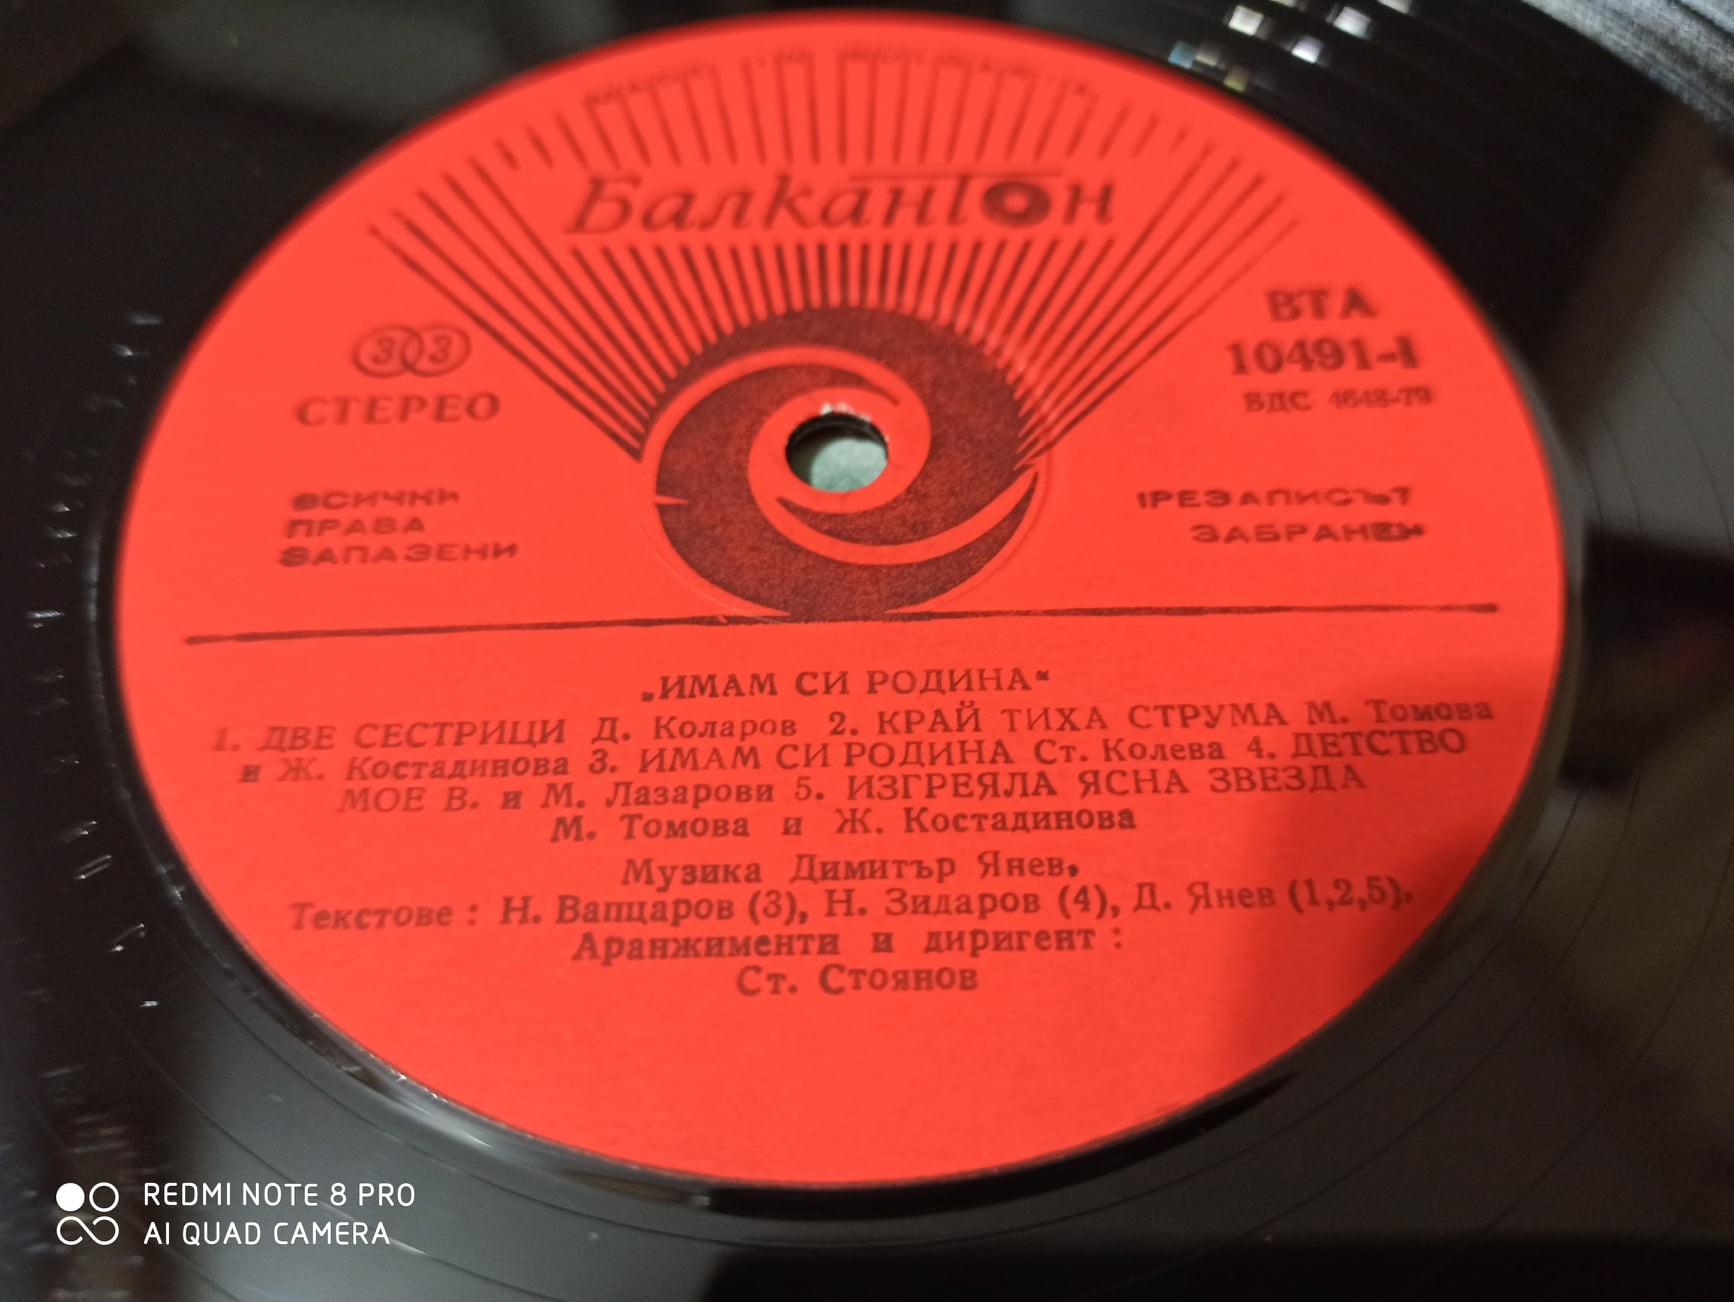 Балкантон
33
СТЕРЕО
ВТА
10491-I
БДС 4648-79
ВСИЧКИ
ПРАВА
ЗАПАЗЕНИ
ПРЕЗАПИСЪТ
ЗАБРАНЕН
„ИМАМ СИ РОДИНА“
1. ДВЕ СЕСТРИЦИ Д. Коларов 2. КРАЙ ТИХА СТРУМА М. Томова
и Ж. Костадинова 3. ИМАМ СИ РОДИНА Ст. Колева 4. ДЕТСТВО
МОЕ В. и М. Лазарови 5. ИЗГРЕЯЛА ЯСНА ЗВЕЗДА
М. Томова и Ж. Костадинова
Музика Димитър Янев,
Текстове : Н. Вапцаров (3), Н. Зидаров (4), Д. Янев (1,2,5).
Аранжименти и диригент :
Ст. Стоянов
REDMI NOTE 8 PRO
AI QUAD CAMERA